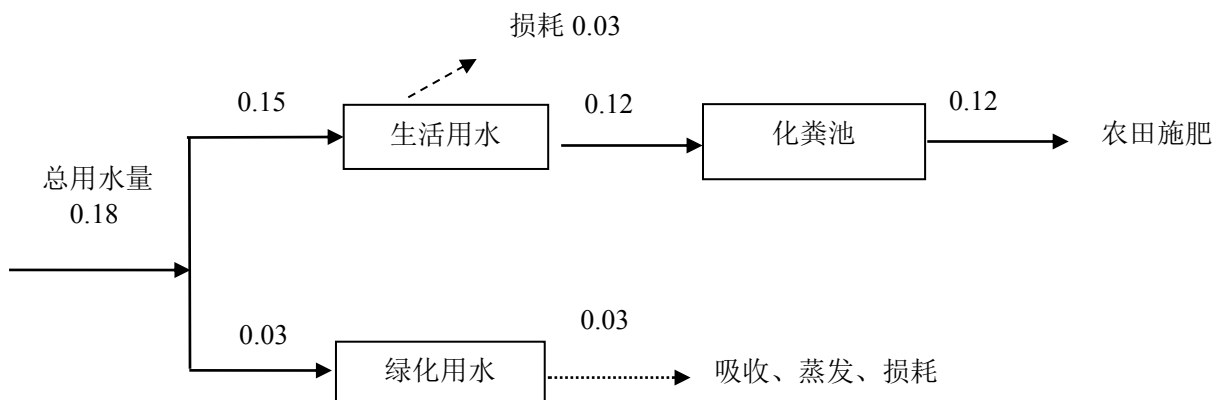 损耗 0.03
0.15
生活用水
0.12
化粪池
0.12
农田施肥
总用水量
0.18
0.03
绿化用水
0.03
吸收、蒸发、损耗